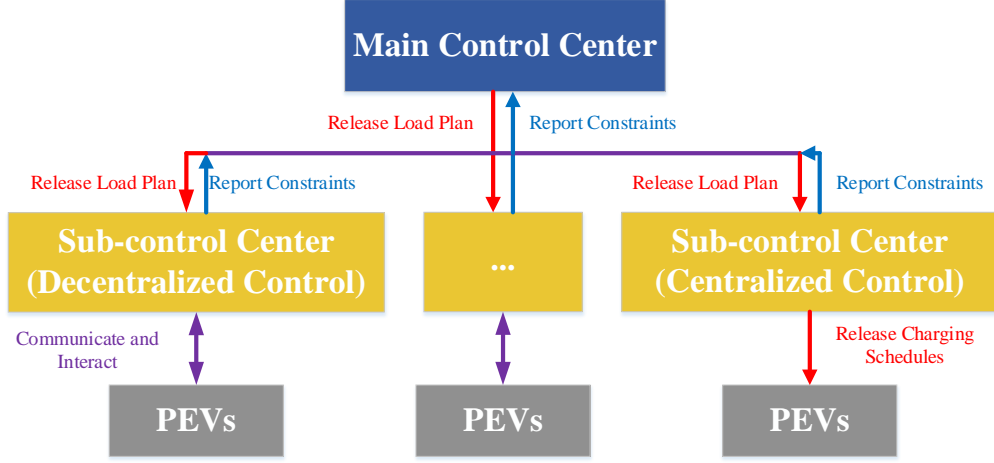 Main Control Center
Release Load Plan
Report Constraints
Release Load Plan
Report Constraints
Release Load Plan
Report Constraints
Sub-control Center
(Decentralized Control)
...
Sub-control Center
(Centralized Control)
Communicate and
Interact
Release Charging
Schedules
PEVs
PEVs
PEVs